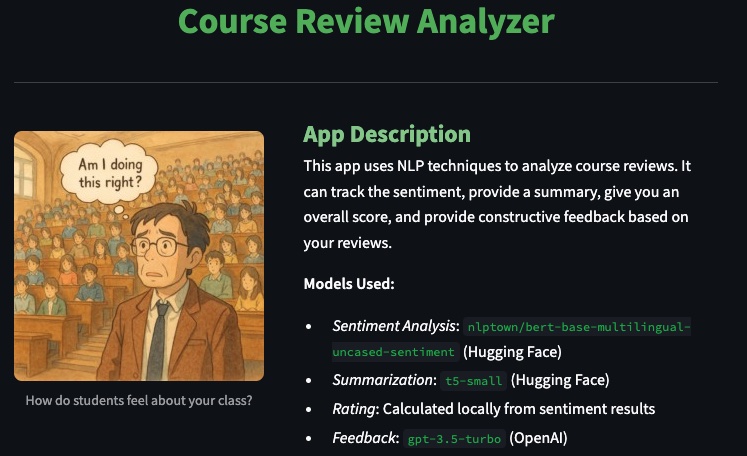 Course Review Analyzer
Am I doing
this right?
How do students feel about your class?
App Description
This app uses NLP techniques to analyze course reviews. It
can track the sentiment, provide a summary, give you an
overall score, and provide constructive feedback based on
your reviews.
Models Used:
• Sentiment Analysis: nlptown/bert-base-multilingual-
uncased-sentiment (Hugging Face)
• Summarization: t5-small (Hugging Face)
• Rating: Calculated locally from sentiment results
• Feedback: gpt-3.5-turbo (OpenAI)